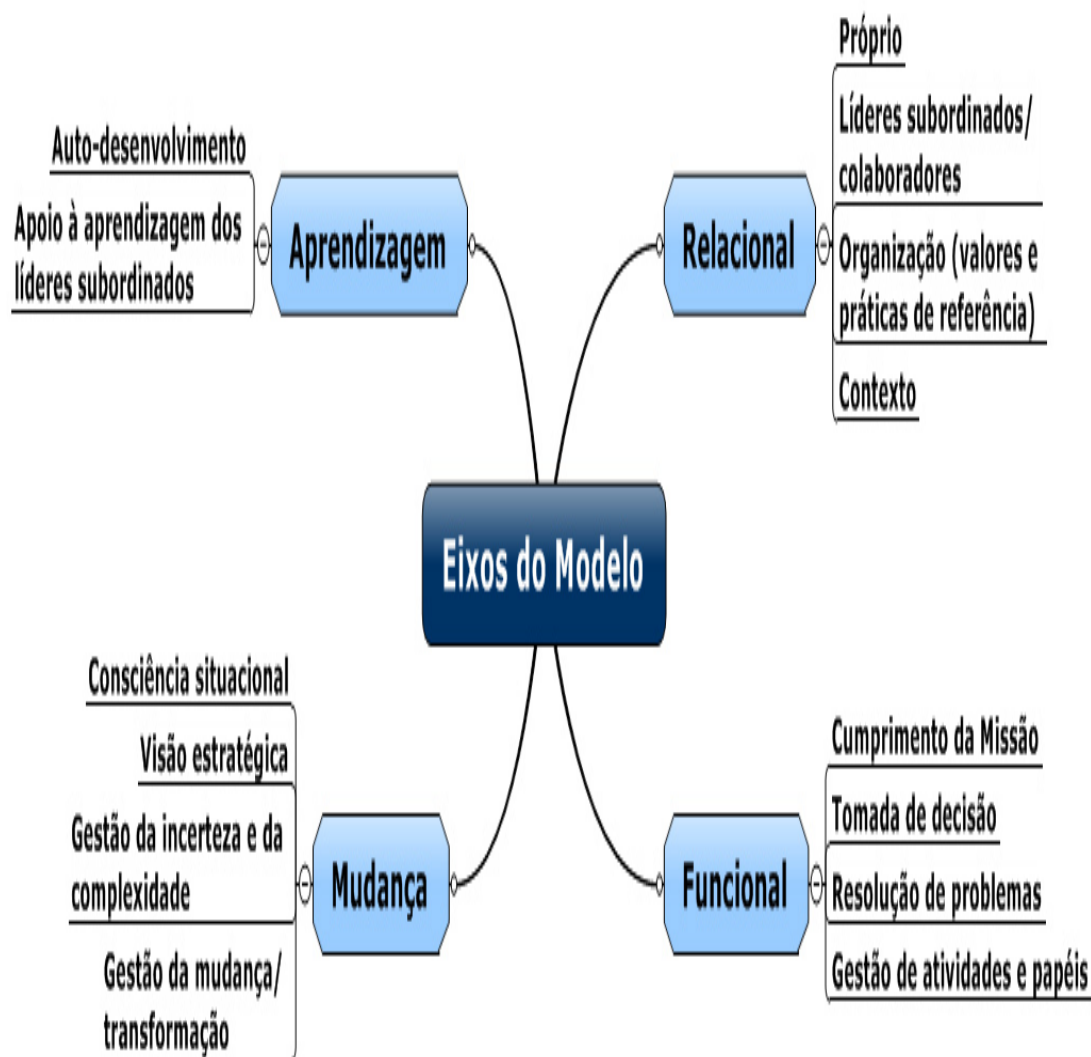 Auto-desenvolvimento
Apoio à aprendizagem dos
líderes subordinados
Aprendizagem
Relacional
Próprio
Líderes subordinados/
colaboradores
Organização (valores e
práticas de referência)
Contexto
Eixos do Modelo
Consciência situacional
Visão estratégica
Gestão da incerteza e da
complexidade
Gestão da mudança/
transformação
Mudança
Funcional
Cumprimento da Missão
Tomada de decisão
Resolução de problemas
Gestão de atividades e papéis